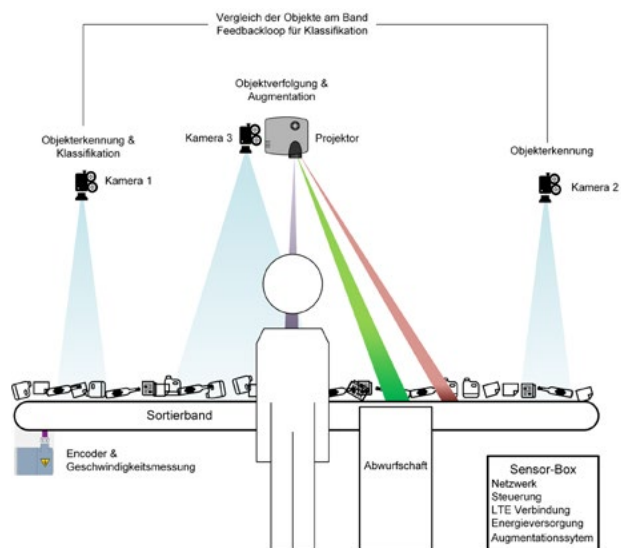 Vergleich der Objekte am Band
Feedbackloop für Klassifikation
Objektverfolgung &
Augmentation
Kamera 3
Projektor
Objekterkennung &
Klassifikation
Kamera 1
Objekterkennung
Kamera 2
Sortierband
Encoder &
Geschwindigkeitsmessung
Abwurfschaft
Sensor-Box
Netzwerk
Steuerung
LTE Verbindung
Energieversorgung
Augmentationssytem